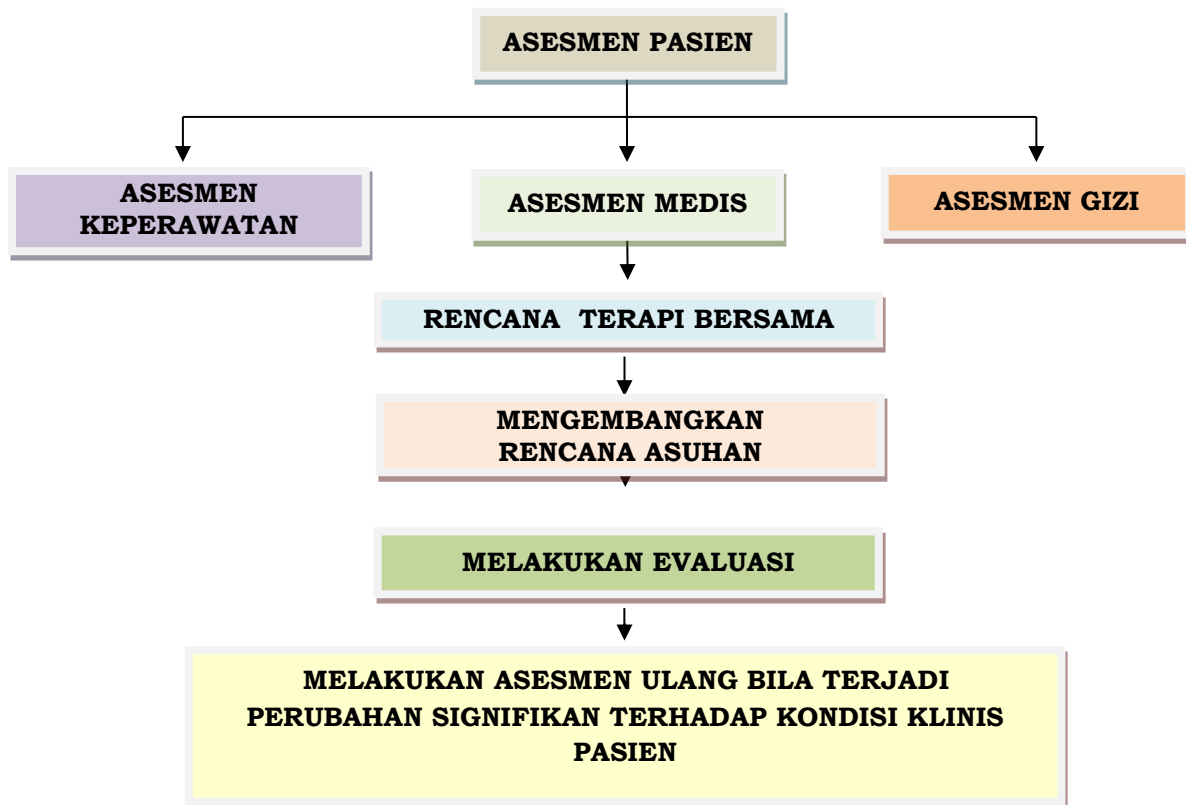 ASESMEN PASIEN
ASESMEN
KEPERAWATAN
ASESMEN MEDIS
ASESMEN GIZI
RENCANA TERAPI BERSAMA
MENGEMBANGKAN
RENCANA ASUHAN
MELAKUKAN EVALUASI
MELAKUKAN ASESMEN ULANG BILA TERJADI
PERUBAHAN SIGNIFIKAN TERHADAP KONDISI KLINIS
PASIEN